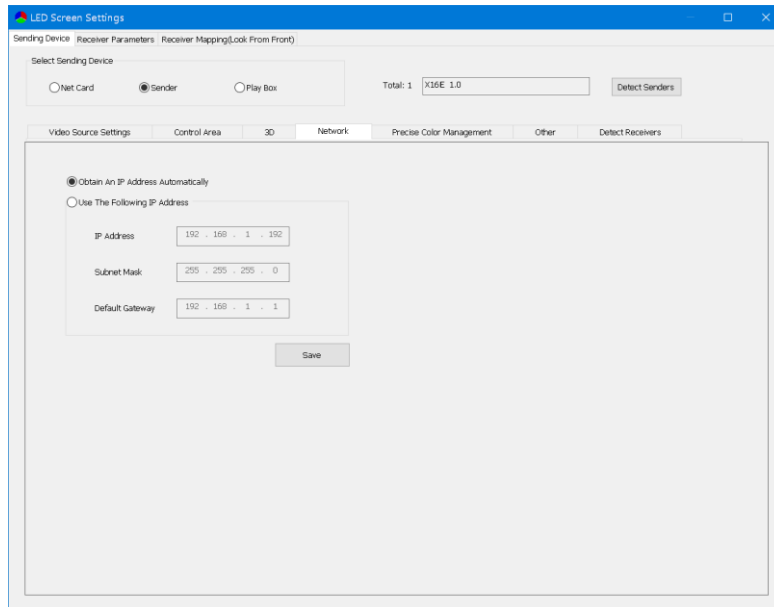 LED Screen Settings
Sending Device Receiver Parameters Receiver Mapping(Look From Front)
Select Sending Device
Net Card Sender Play Box
Total: 1 X16E 1.0 Detect Senders
Video Source Settings Control Area 3D Network Precise Color Management Other Detect Receivers
Obtain An IP Address Automatically
Use The Following IP Address
IP Address 192 . 168 . 1 . 192
Subnet Mask 255 . 255 . 255 . 0
Default Gateway 192 . 168 . 1 . 1
Save